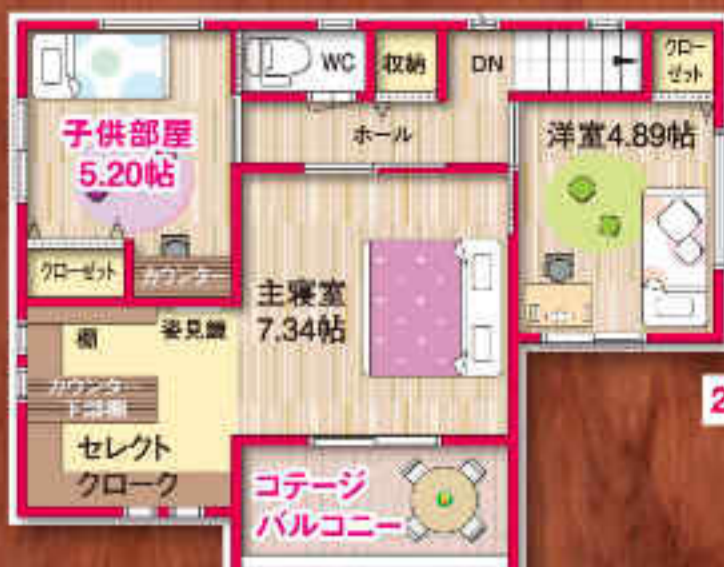 WC
収納
DN
クロー
ゼット
子供部屋
5.20帖
ホール
洋室4.89帖
クローゼット
カウンター
主寝室
7.34帖
棚
姿見鏡
カウンター
下部棚
セレクト
クローク
コテージ
バルコニー
2